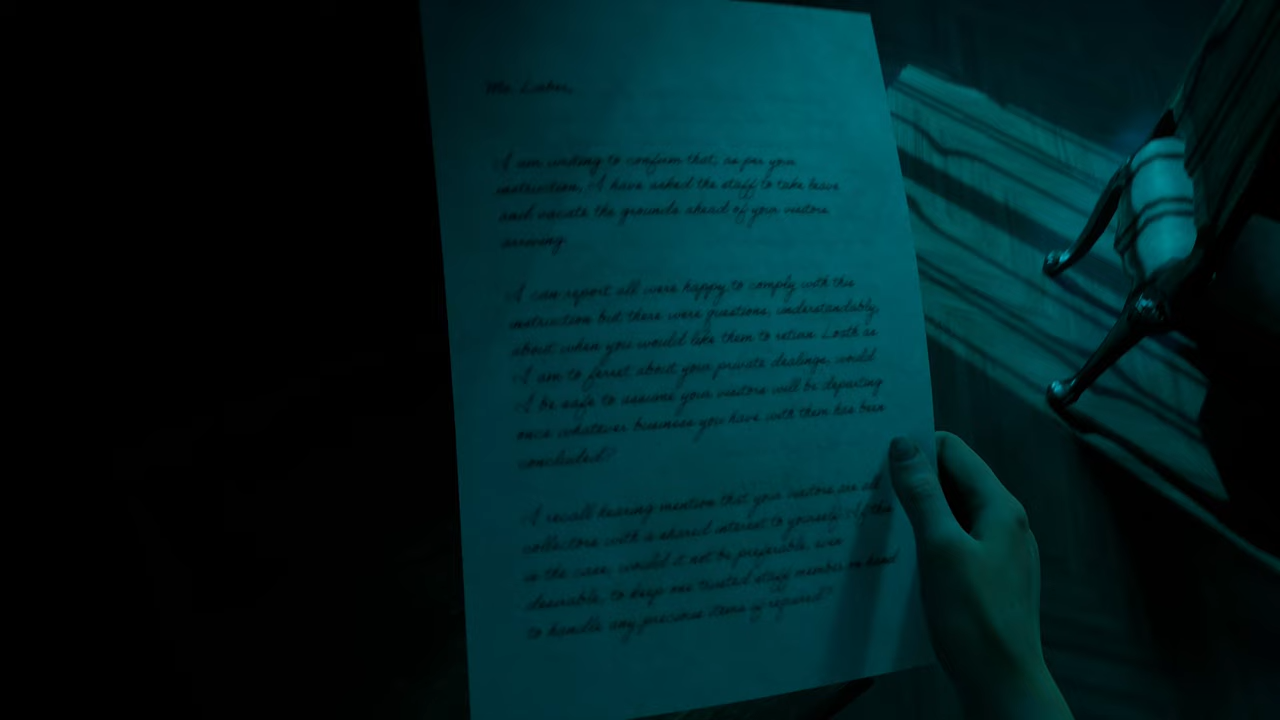 Mr. Laber,
I am writing to confirm that, as per your
instruction, I have asked the staff to take leave
and vacate the grounds ahead of your visitors
arriving.
I can report all were happy to comply with this
instruction but there were questions, understandably,
about when you would like them to return. Loath as
I am to ferret about your private dealings, would
I be safe to assume your visitors will be departing
once whatever business you have with them has been
concluded?
I recall hearing mention that your visitors are all
collectors with a shared interest to yourself. If this
is the case, would it not be preferable, even
desirable, to keep one trusted staff member on hand
to handle any precious items if required?